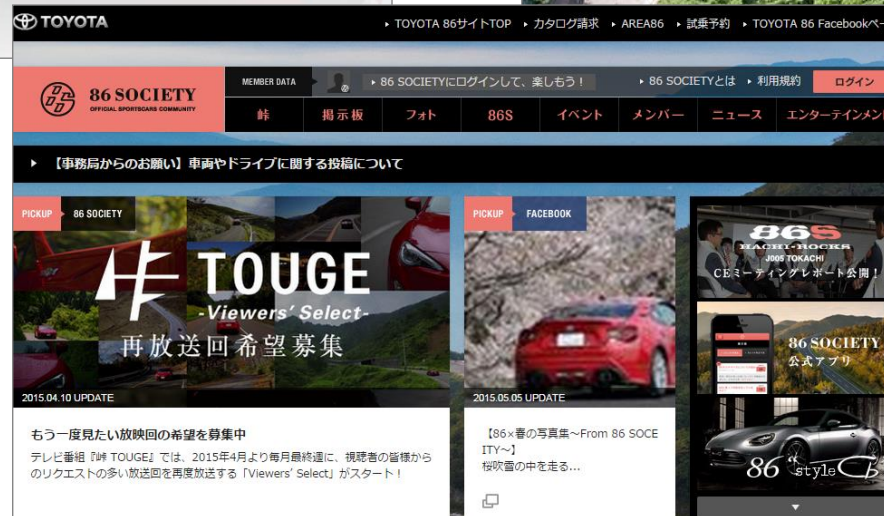 TOYOTA
TOYOTA 86サイトTOP
カタログ請求
AREA86
試乗予約
TOYOTA 86 Facebookペー
86 SOCIETY
OFFICIAL SPORTSCARS COMMUNITY
MEMBER DATA
86 SOCIETYにログインして、楽しもう！
86 SOCIETYとは
利用規約
ログイン
峠
掲示板
フォト
86S
イベント
メンバー
ニュース
エンターテインメント
【事務局からのお願い】車両やドライブに関する投稿について
PICKUP
86 SOCIETY
峠 TOUGE
-Viewers' Select-
再放送回希望募集
2015.04.10 UPDATE
もう一度見たい放映回の希望を募集中
テレビ番組『峠 TOUGE』では、2015年4月より毎月最終週に、視聴者の皆様から
のリクエストの多い放送回を再度放送する「Viewers' Select」がスタート！
PICKUP
FACEBOOK
2015.05.05 UPDATE
【86×春の写真集～From 86 SOCE
ITY～】
桜吹雪の中を走る...
86S
HACHI-ROCKS
J005 TOKACHI
CEミーティングレポート公開！
86 SOCIETY
公式アプリ
86 "style Cb